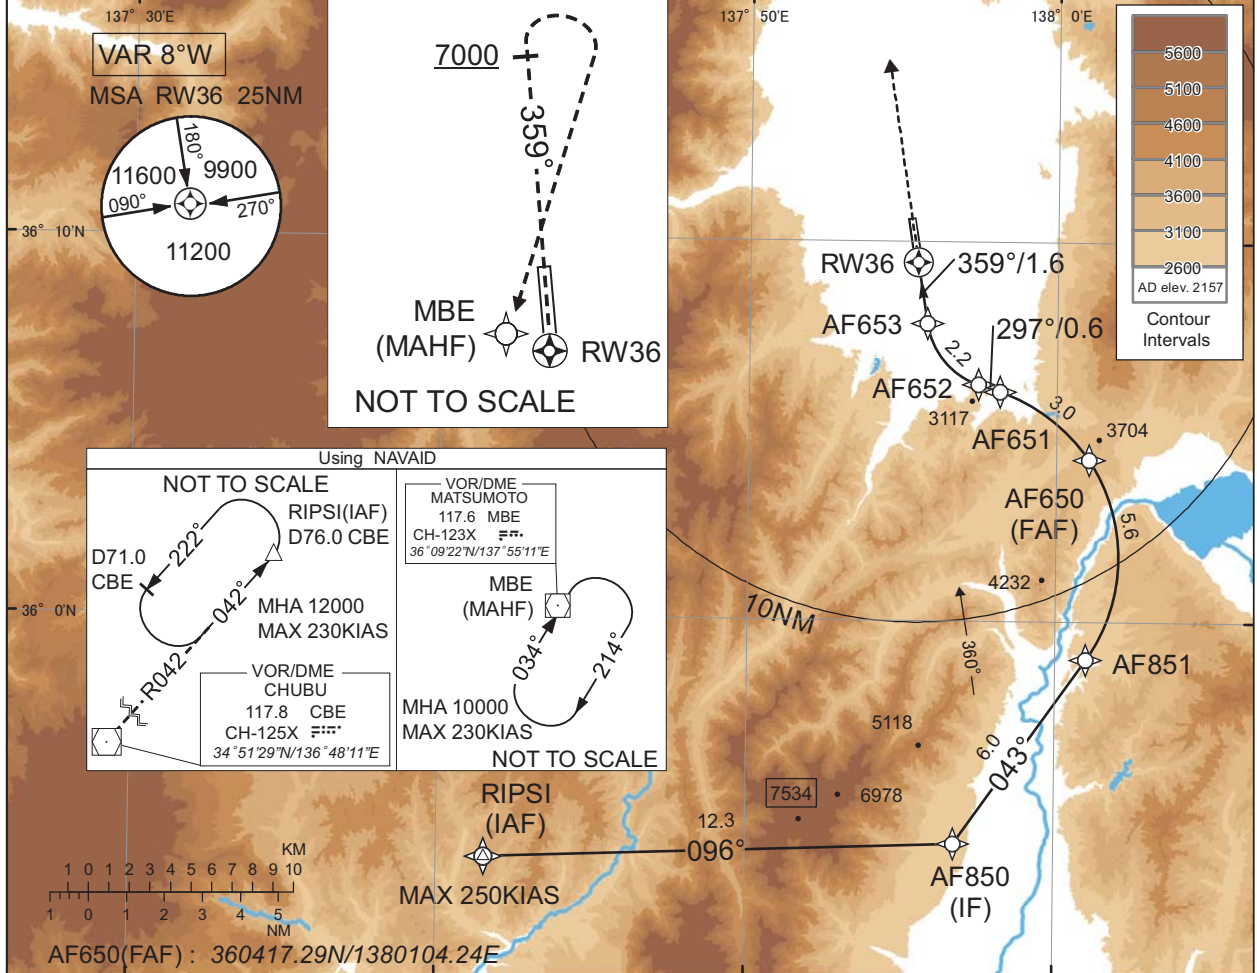 137° 30'E
137° 50'E
138° 0'E
VAR 8°W
MSA RW36 25NM
180°
11600
9900
090°
270°
11200
36° 10'N
7000
359°
MBE
(MAHF)
RW36
NOT TO SCALE
5600
5100
4600
4100
3600
3100
2600
AD elev. 2157
Contour
Intervals
RW36
359°/1.6
AF653
297°/0.6
2.2
AF652
3117
3.0
AF651
3704
AF650
(FAF)
5.6
4232
10NM
360°
AF851
5118
6.0
043°
7534
6978
Using NAVAID
NOT TO SCALE
RIPSI(IAF)
D76.0 CBE
D71.0
CBE
222°
042°
MHA 12000
MAX 230KIAS
R042
VOR/DME
CHUBU
117.8 CBE
CH-125X
34°51'29"N/136°48'11"E
VOR/DME
MATSUMOTO
117.6 MBE
CH-123X
36°09'22"N/137°55'11"E
MBE
(MAHF)
034°
214°
MHA 10000
MAX 230KIAS
NOT TO SCALE
36° 0'N
RIPSI
(IAF)
12.3
096°
MAX 250KIAS
AF850
(IF)
KM
1 0 1 2 3 4 5 6 7 8 9 10
1 0 1 2 3 4 5
NM
AF650(FAF) : 360417.29N/1380104.24E